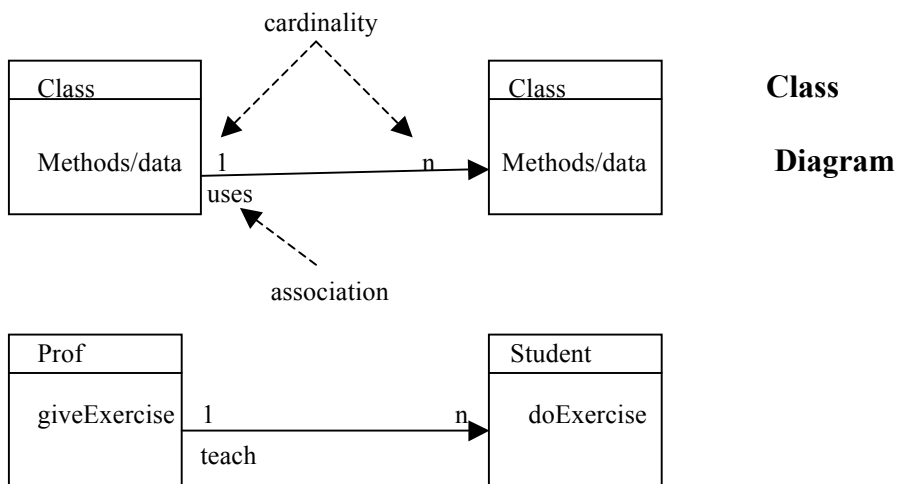 cardinality
Class
Class
Class
Methods/data
1
n
Methods/data
Diagram
uses
association
Prof
Student
giveExercise
1
n
doExercise
teach